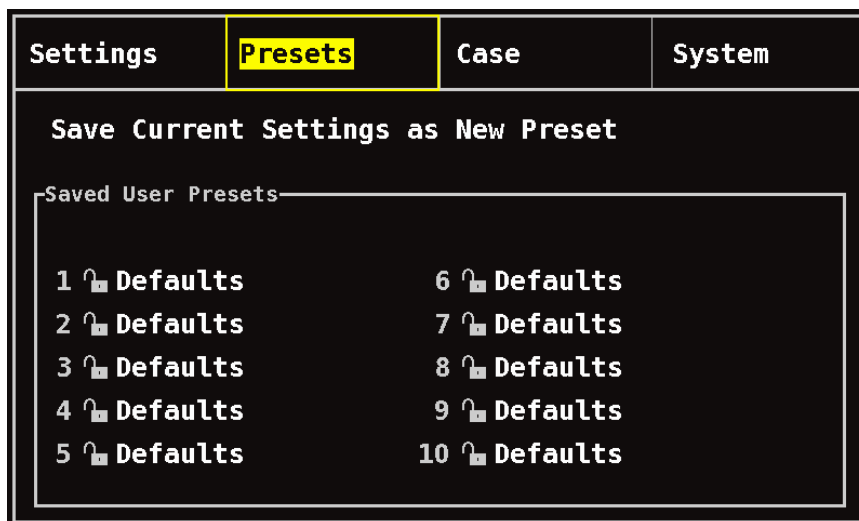 Settings Presets Case System
Save Current Settings as New Preset
Saved User Presets
1 Defaults 6 Defaults
2 Defaults 7 Defaults
3 Defaults 8 Defaults
4 Defaults 9 Defaults
5 Defaults 10 Defaults